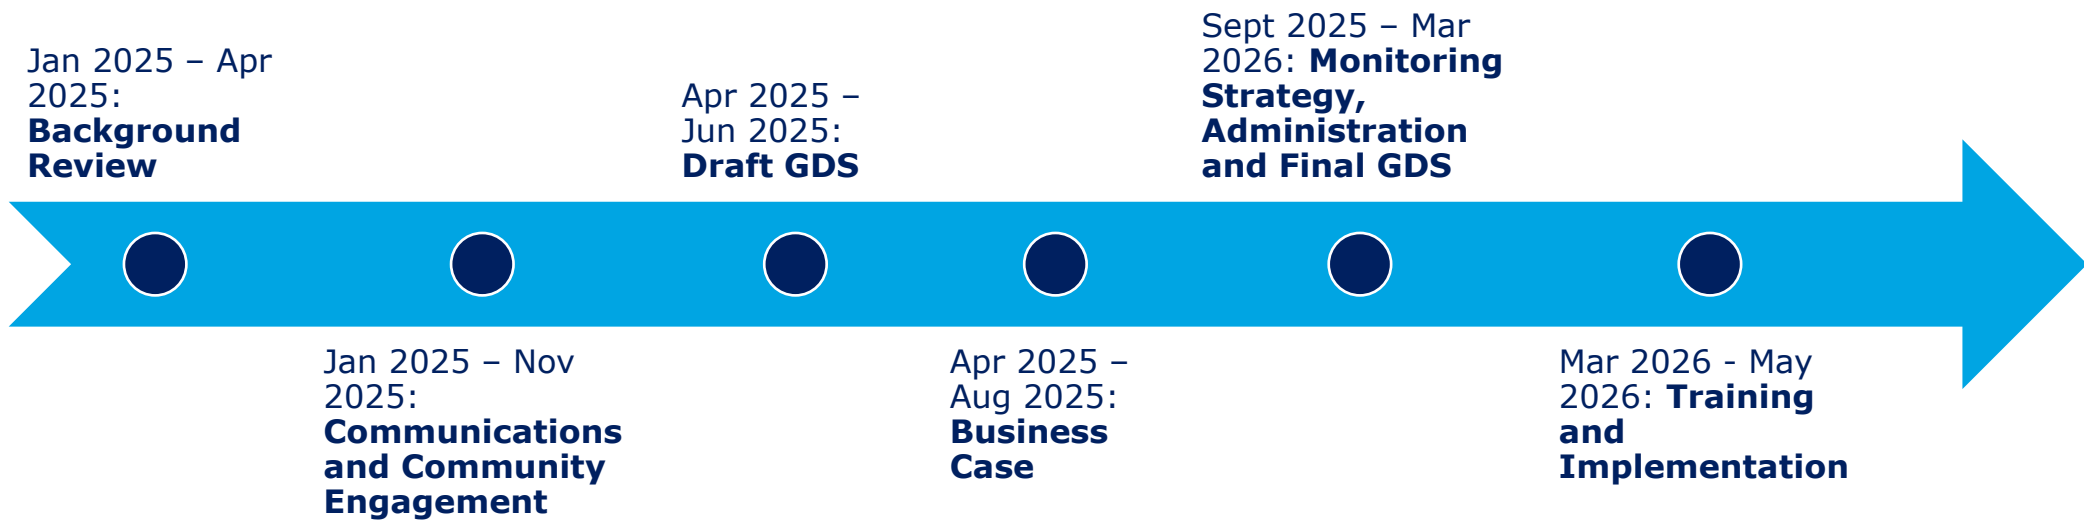 Jan 2025 – Apr
2025:
Background
Review
Jan 2025 – Nov
2025:
Communications
and Community
Engagement
Apr 2025 –
Jun 2025:
Draft GDS
Apr 2025 –
Aug 2025:
Business
Case
Sept 2025 – Mar
2026: Monitoring
Strategy,
Administration
and Final GDS
Mar 2026 - May
2026: Training
and
Implementation